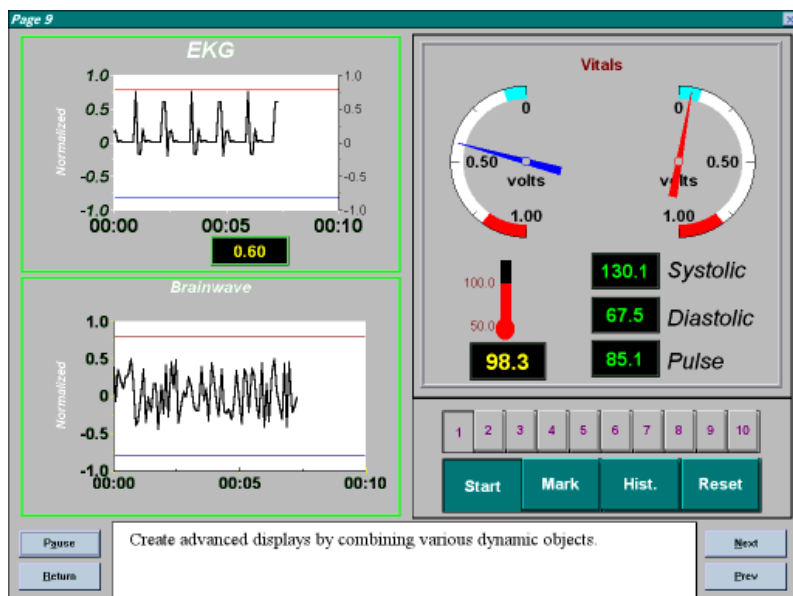 Page 9
EKG
1.0
0.5
0
-0.5
-1.0
Normalized
1.0
0.5
0
-0.5
-1.0
00:00 00:05 00:10
0.60
Brainwave
1.0
0.5
0
-0.5
-1.0
Normalized
00:00 00:05 00:10
Vitals
0
0.50
volts
1.00
0
0.50
volts
1.00
100.0
50.0
98.3
130.1 Systolic
67.5 Diastolic
85.1 Pulse
1 2 3 4 5 6 7 8 9 10
Start Mark Hist. Reset
Pause
Return
Create advanced displays by combining various dynamic objects.
Next
Prev